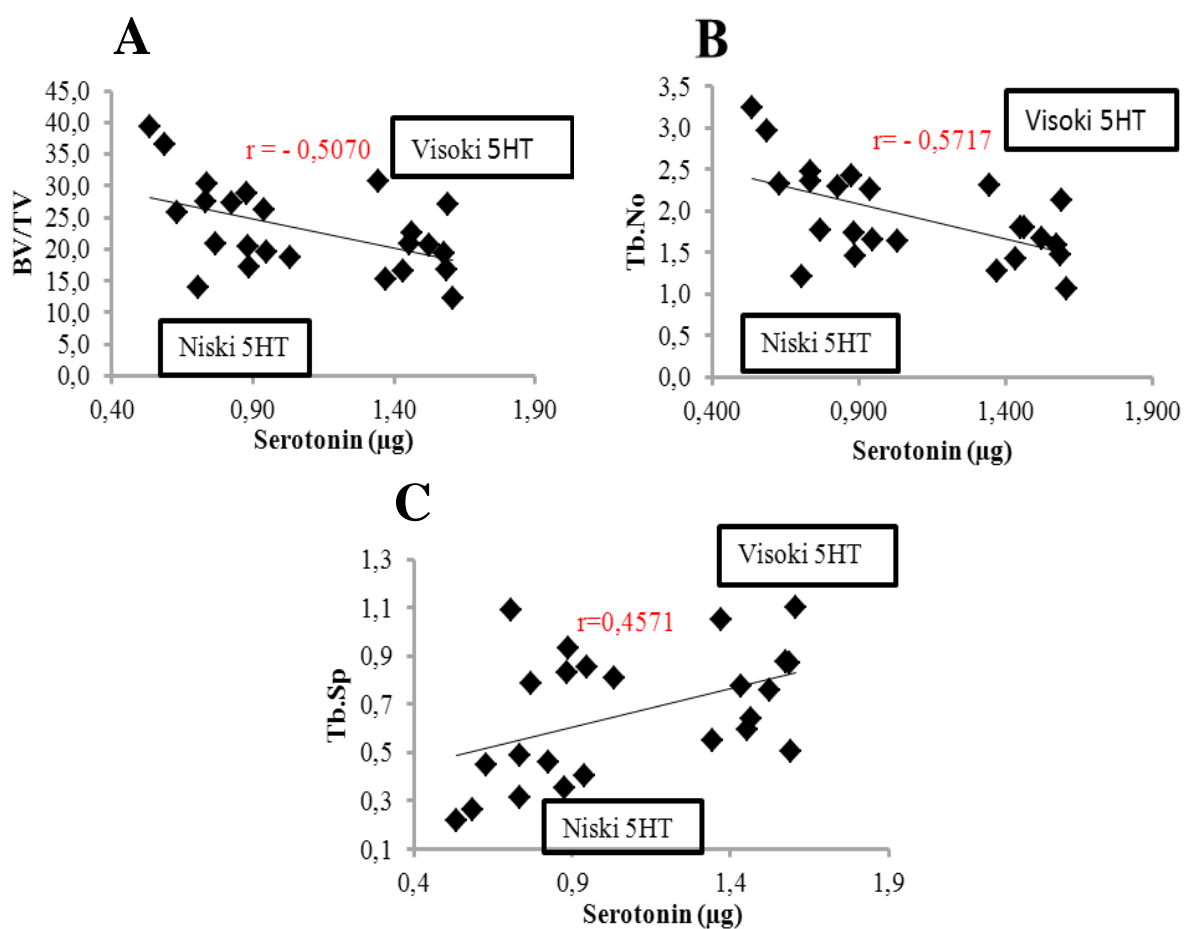 A
BV/TV
45,0
40,0
35,0
30,0
25,0
20,0
15,0
10,0
5,0
0,0
r = - 0,5070
Visoki 5HT
Niski 5HT
0,40 0,90 1,40 1,90
Serotonin (µg)
B
Tb.No
3,5
3,0
2,5
2,0
1,5
1,0
0,5
0,0
r= - 0,5717
Visoki 5HT
Niski 5HT
0,400 0,900 1,400 1,900
Serotonin (µg)
C
Tb.Sp
1,3
1,1
0,9
0,7
0,5
0,3
0,1
r=0,4571
Visoki 5HT
Niski 5HT
0,4 0,9 1,4 1,9
Serotonin (µg)